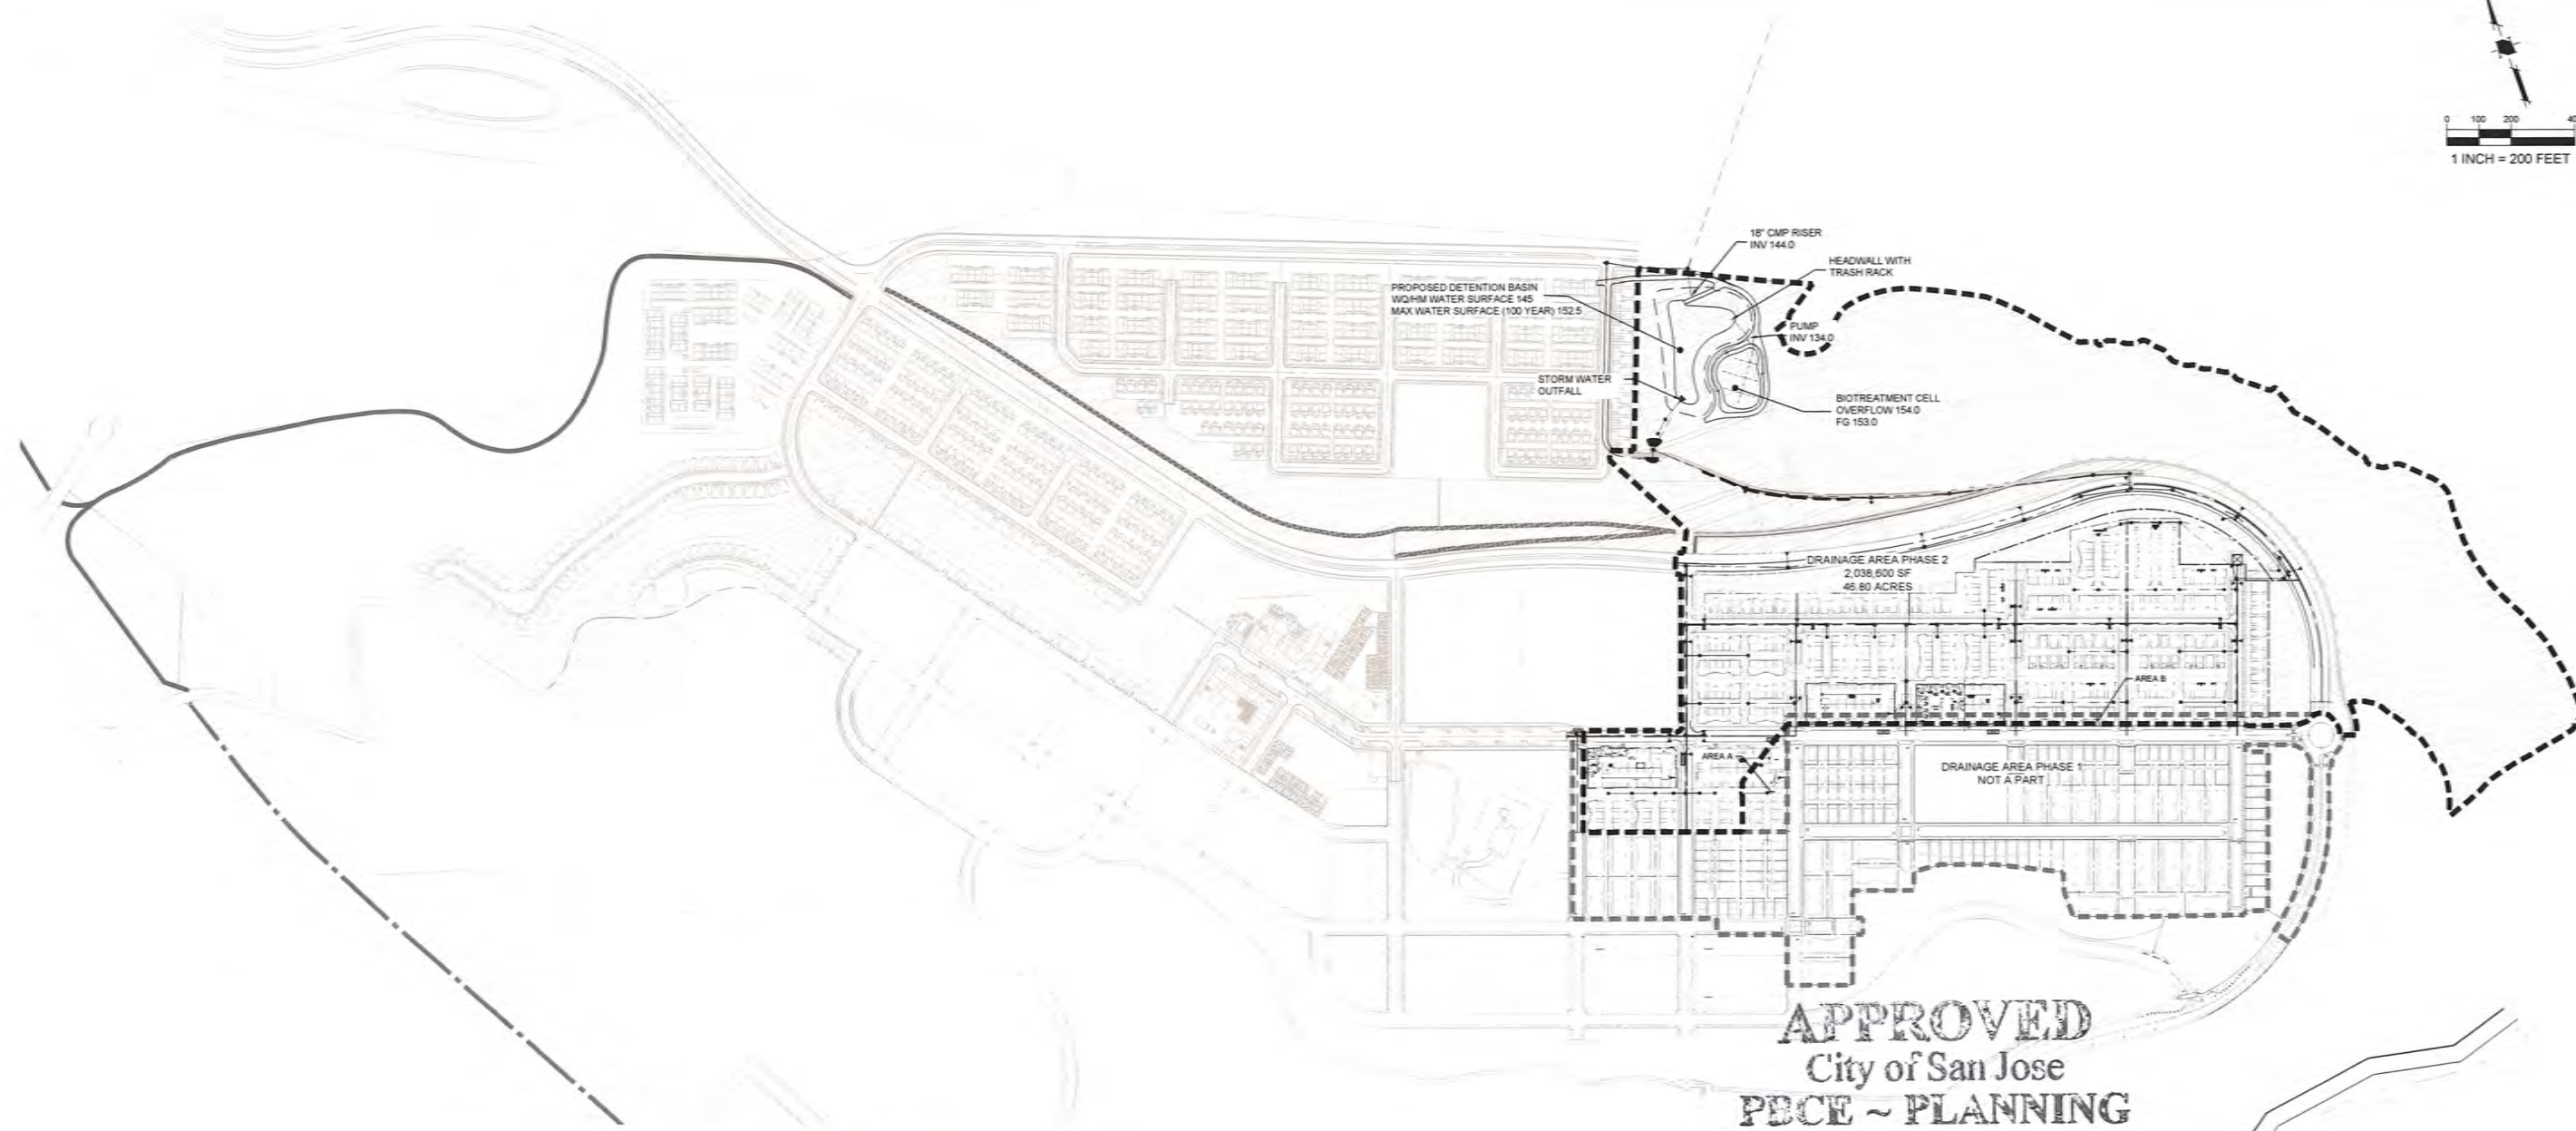 0 100 200 40
1 INCH = 200 FEET
18" CMP RISER
INV 144.0
HEADWALL WITH
TRASH RACK
PROPOSED DETENTION BASIN
WQ/HM WATER SURFACE 145
MAX WATER SURFACE (100 YEAR) 152.5
PUMP
INV 134.0
STORM WATER
OUTFALL
BIOTREATMENT CELL
OVERFLOW 154.0
FG 153.0
DRAINAGE AREA PHASE 2
2,038,600 SF
46.80 ACRES
AREA B
AREA A
DRAINAGE AREA PHASE 1
NOT A PART
APPROVED
City of San Jose
PBCE ~ PLANNING